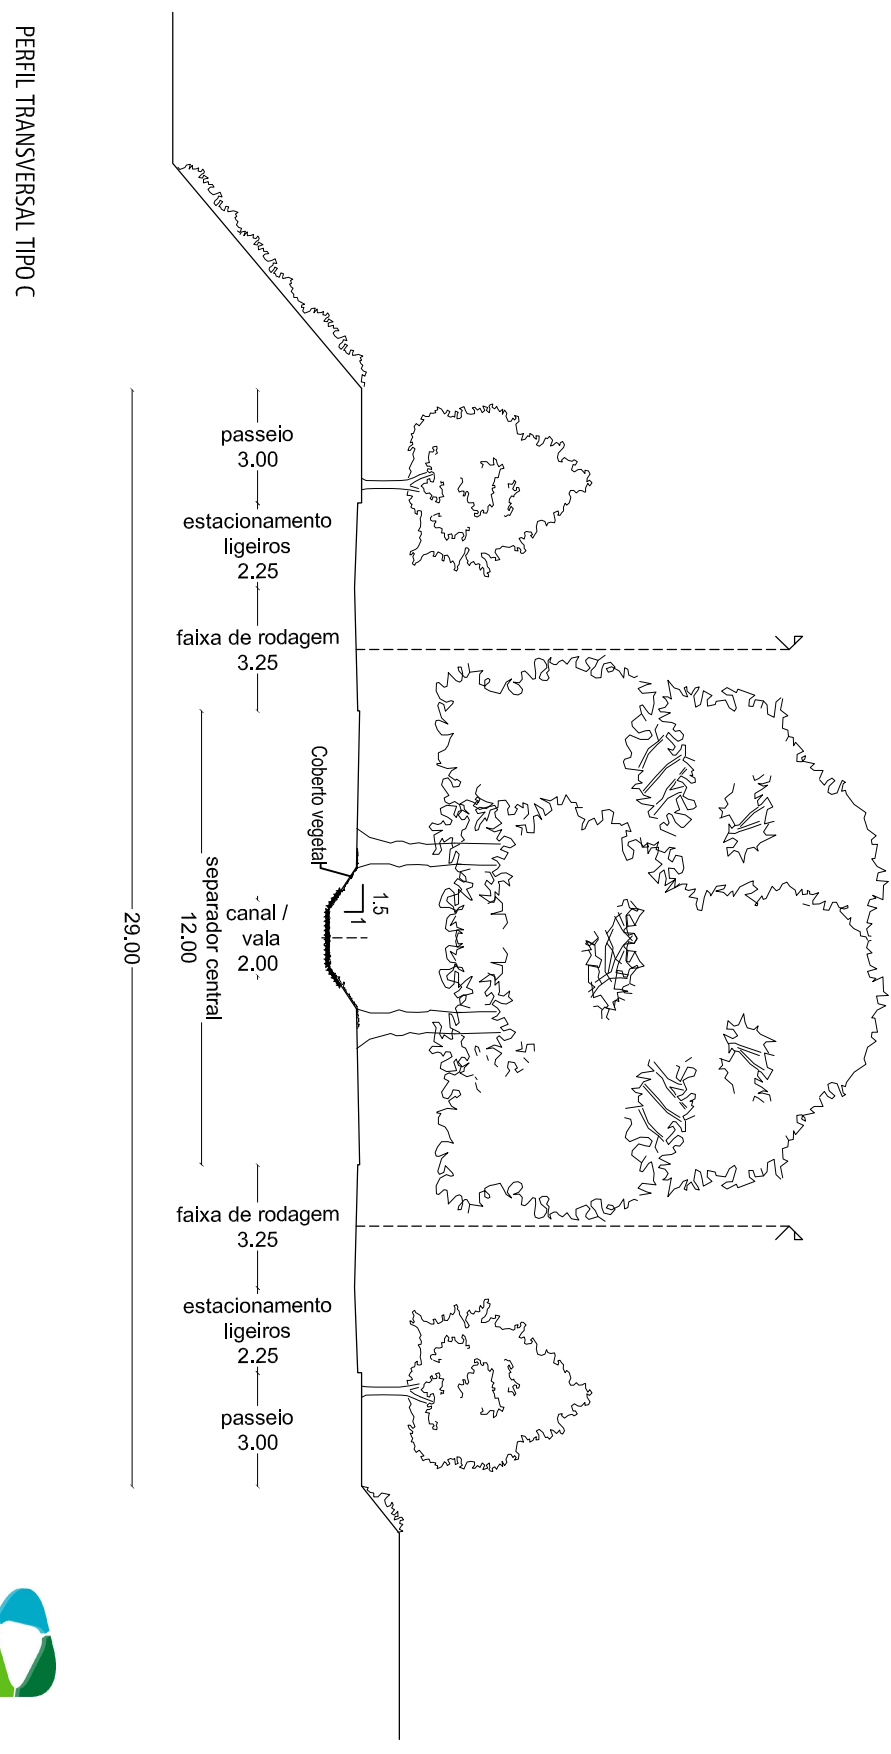 PERFIL TRANSVERSAL TIPO C
passeio
3.00
estacionamento
ligeiros
2.25
faixa de rodagem
3.25
Coberto vegetal
1.5
1
canal /
vala
2.00
separador central
12.00
29.00
faixa de rodagem
3.25
estacionamento
ligeiros
2.25
passeio
3.00